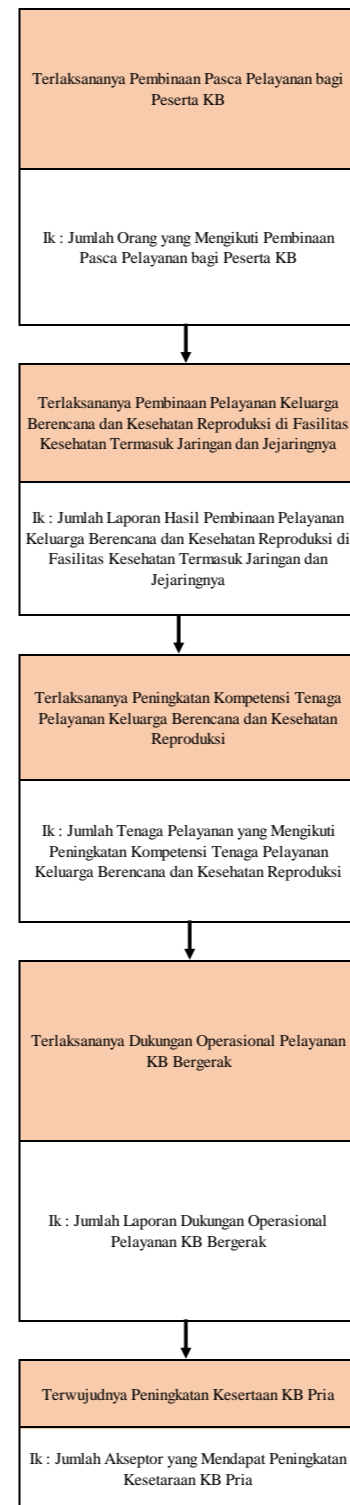 Terlaksananya Pembinaan Pasca Pelayanan bagi
Peserta KB
Ik : Jumlah Orang yang Mengikuti Pembinaan
Pasca Pelayanan bagi Peserta KB
Terlaksananya Pembinaan Pelayanan Keluarga
Berencana dan Kesehatan Reproduksi di Fasilitas
Kesehatan Termasuk Jaringan dan Jejaringnya
Ik : Jumlah Laporan Hasil Pembinaan Pelayanan
Keluarga Berencana dan Kesehatan Reproduksi di
Fasilitas Kesehatan Termasuk Jaringan dan
Jejaringnya
Terlaksananya Peningkatan Kompetensi Tenaga
Pelayanan Keluarga Berencana dan Kesehatan
Reproduksi
Ik : Jumlah Tenaga Pelayanan yang Mengikuti
Peningkatan Kompetensi Tenaga Pelayanan
Keluarga Berencana dan Kesehatan Reproduksi
Terlaksananya Dukungan Operasional Pelayanan
KB Bergerak
Ik : Jumlah Laporan Dukungan Operasional
Pelayanan KB Bergerak
Terwujudnya Peningkatan Kesertaan KB Pria
Ik : Jumlah Akseptor yang Mendapat Peningkatan
Kesetaraan KB Pria